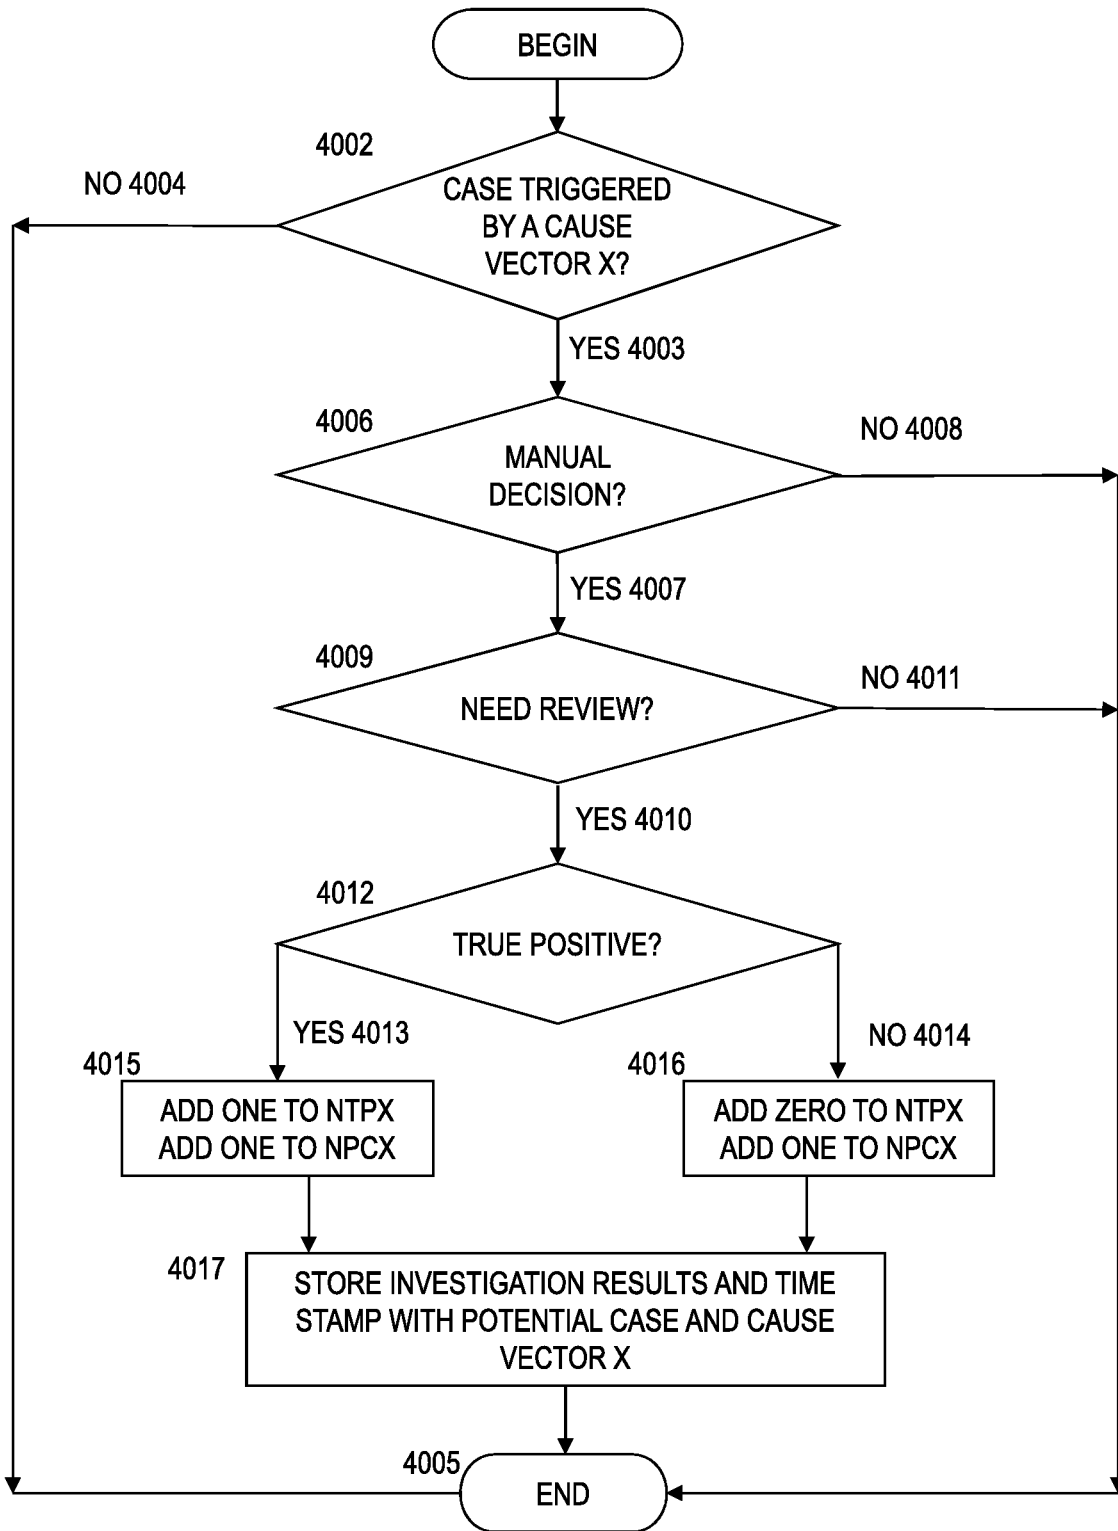 BEGIN
4002
NO 4004
CASE TRIGGERED
BY A CAUSE
VECTOR X?
YES 4003
4006
NO 4008
MANUAL
DECISION?
YES 4007
4009
NO 4011
NEED REVIEW?
YES 4010
4012
TRUE POSITIVE?
YES 4013
NO 4014
4015
4016
ADD ONE TO NTPX
ADD ONE TO NPCX
ADD ZERO TO NTPX
ADD ONE TO NPCX
4017
STORE INVESTIGATION RESULTS AND TIME
STAMP WITH POTENTIAL CASE AND CAUSE
VECTOR X
4005
END